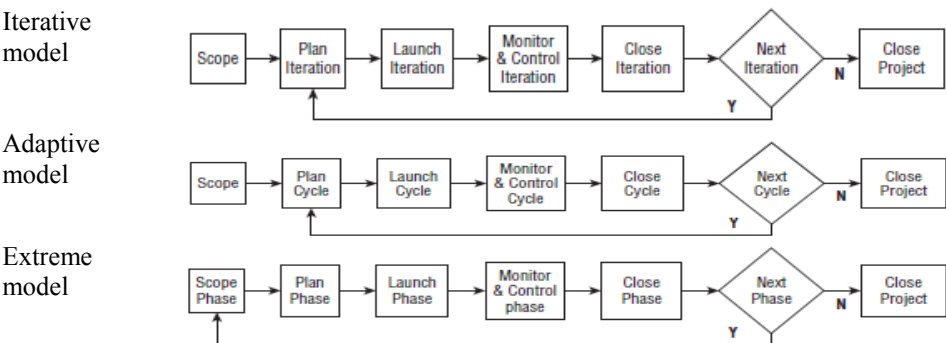 Iterative
model
Scope
Plan
Iteration
Launch
Iteration
Monitor
& Control
Iteration
Close
Iteration
Next
Iteration
N
Close
Project
Y
Adaptive
model
Scope
Plan
Cycle
Launch
Cycle
Monitor
& Control
Cycle
Close
Cycle
Next
Cycle
N
Close
Project
Y
Extreme
model
Scope
Phase
Plan
Phase
Launch
Phase
Monitor
& Control
phase
Close
Phase
Next
Phase
N
Close
Project
Y